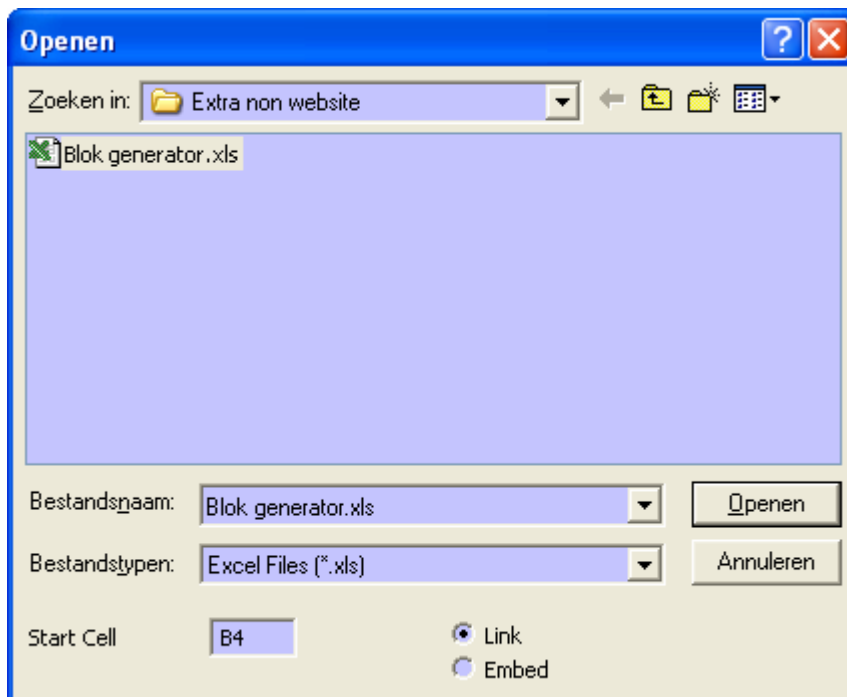 Openen
Zoeken in: Extra non website
Blok generator.xls
Bestandsnaam: Blok generator.xls Openen
Bestandstypen: Excel Files (*.xls) Annuleren
Start Cell B4 Link
Embed